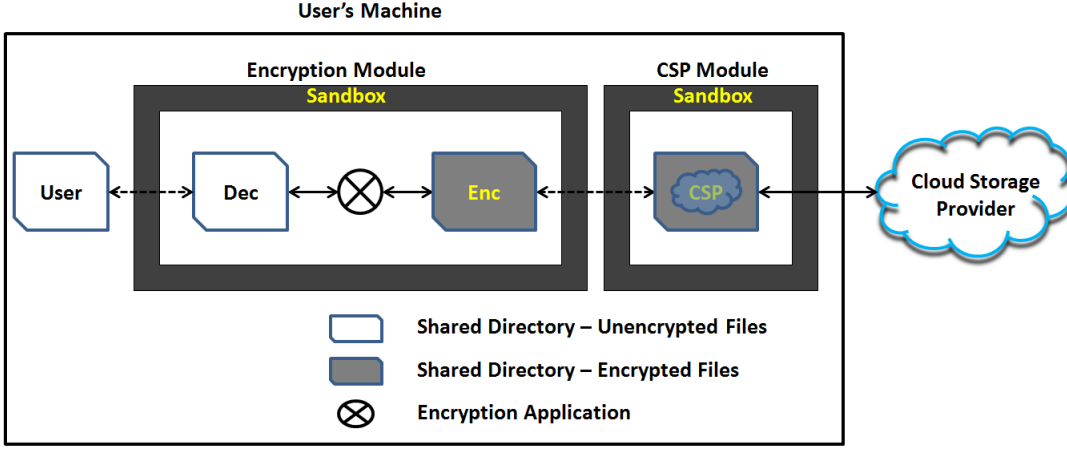 User's Machine
Encryption Module
CSP Module
Sandbox
Sandbox
User
Dec
Enc
CSP
Cloud Storage
Provider
Shared Directory – Unencrypted Files
Shared Directory – Encrypted Files
Encryption Application